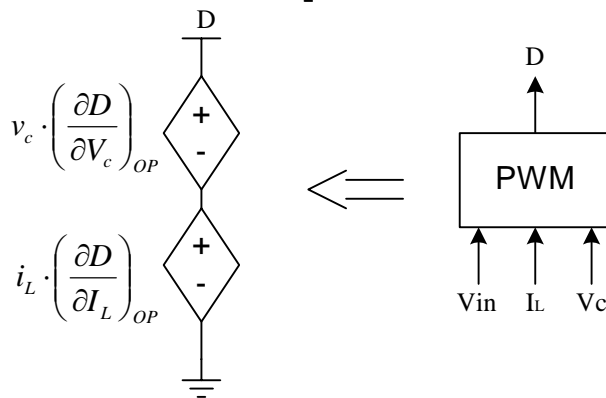 D
v_c · (∂D/∂V_c)_OP
+
-
i_L · (∂D/∂I_L)_OP
+
-
D
PWM
Vin IL Vc